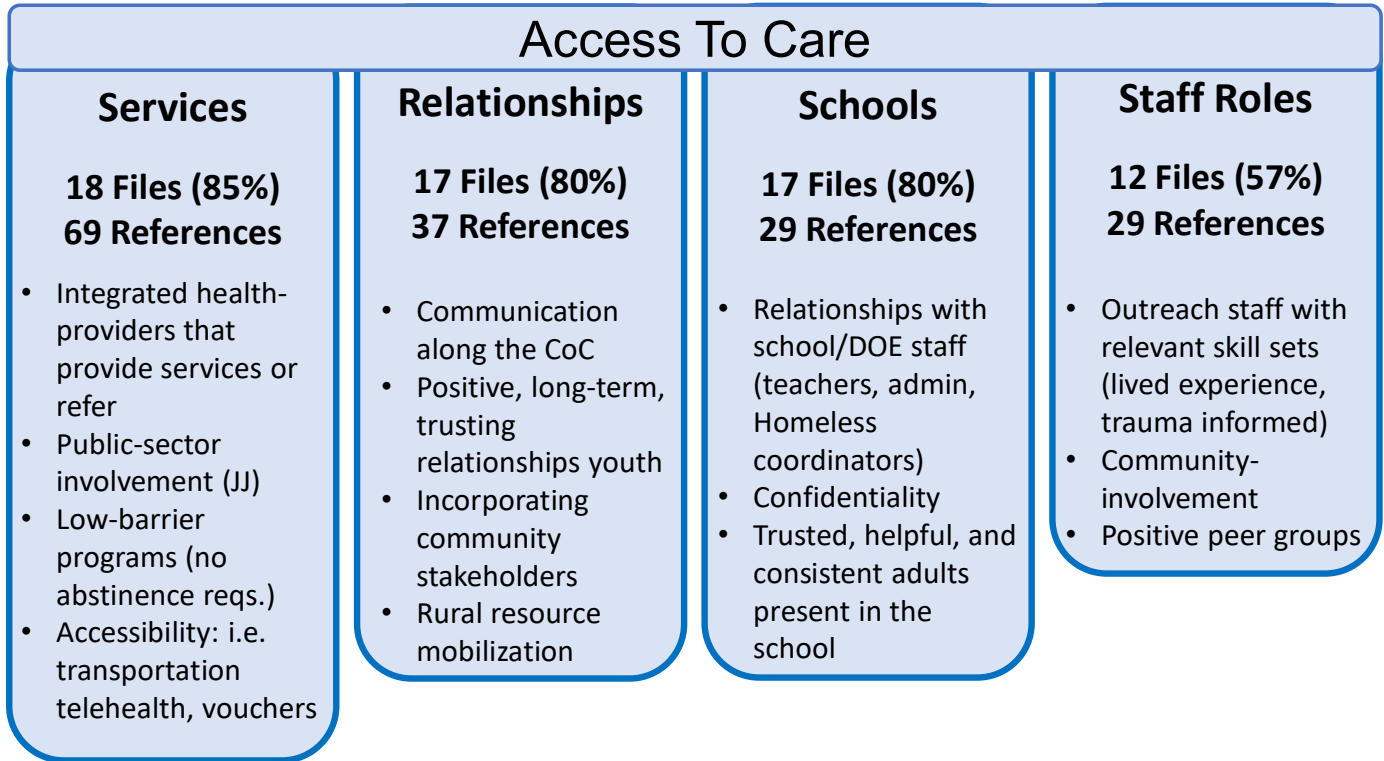 Access To Care
Services
18 Files (85%)
69 References
• Integrated health-
providers that
provide services or
refer
• Public-sector
involvement (JJ)
• Low-barrier
programs (no
abstinence reqs.)
• Accessibility: i.e.
transportation
telehealth, vouchers
Relationships
17 Files (80%)
37 References
• Communication
along the CoC
• Positive, long-term,
trusting
relationships youth
• Incorporating
community
stakeholders
• Rural resource
mobilization
Schools
17 Files (80%)
29 References
• Relationships with
school/DOE staff
(teachers, admin,
Homeless
coordinators)
• Confidentiality
• Trusted, helpful, and
consistent adults
present in the
school
Staff Roles
12 Files (57%)
29 References
• Outreach staff with
relevant skill sets
(lived experience,
trauma informed)
• Community-
involvement
• Positive peer groups